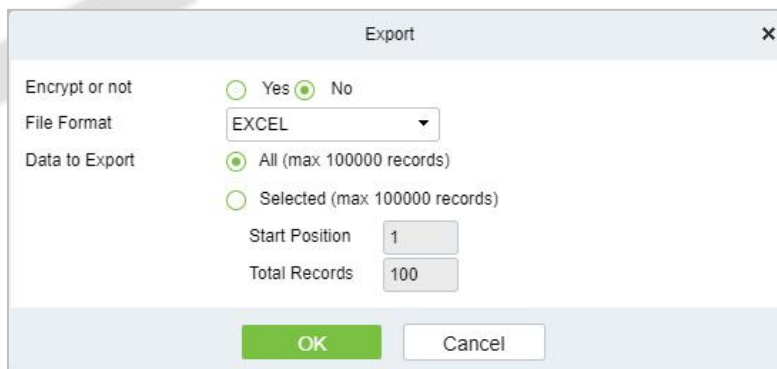 Export
Encrypt or not Yes No
File Format EXCEL
Data to Export All (max 100000 records)
Selected (max 100000 records)
Start Position 1
Total Records 100
OK Cancel